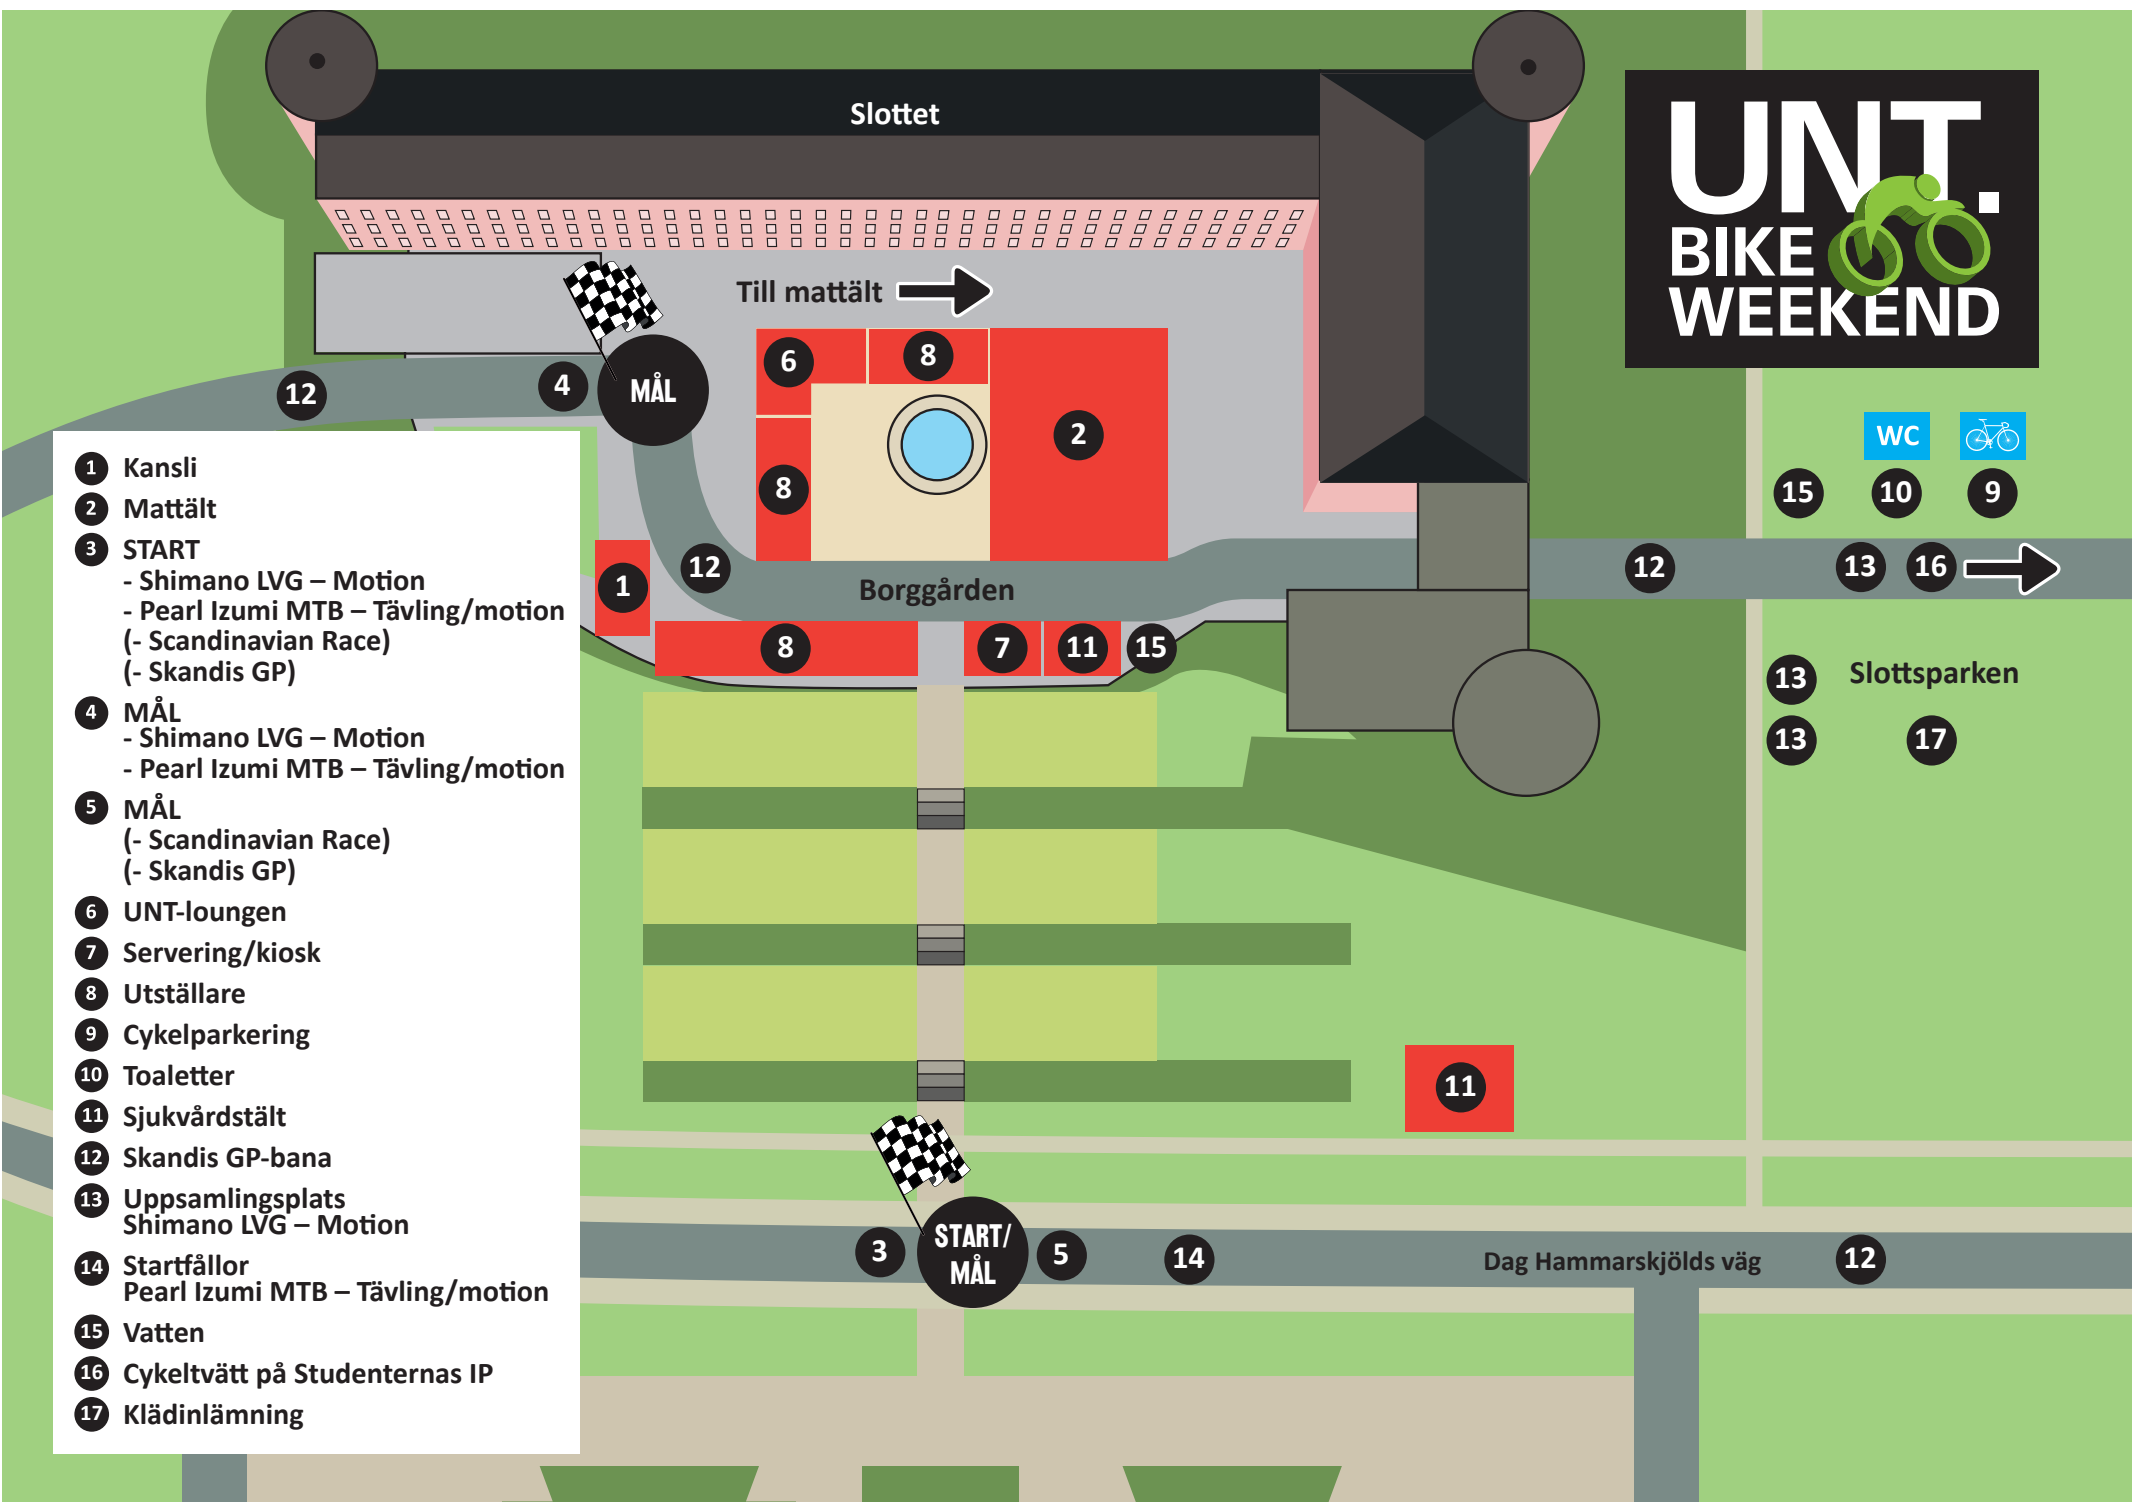 Slottet
UNT.
BIKE
WEEKEND
Till mattält
6
8
12
4
MÅL
2
WC
8
15
10
9
1
12
Borggården
12
13
16
8
7
11
15
13
Slottsparken
13
17
1 Kansli
2 Mattält
3 START
- Shimano LVG – Motion
- Pearl Izumi MTB – Tävling/motion
(- Scandinavian Race)
(- Skandis GP)
4 MÅL
- Shimano LVG – Motion
- Pearl Izumi MTB – Tävling/motion
5 MÅL
(- Scandinavian Race)
(- Skandis GP)
6 UNT-loungen
7 Servering/kiosk
8 Utställare
9 Cykelparkering
10 Toaletter
11 Sjukvårdstält
12 Skandis GP-bana
13 Uppsamlingsplats
Shimano LVG – Motion
14 Startfållor
Pearl Izumi MTB – Tävling/motion
15 Vatten
16 Cykeltvätt på Studenternas IP
17 Klädinlämning
11
3
START/
MÅL
5
14
Dag Hammarskjölds väg
12